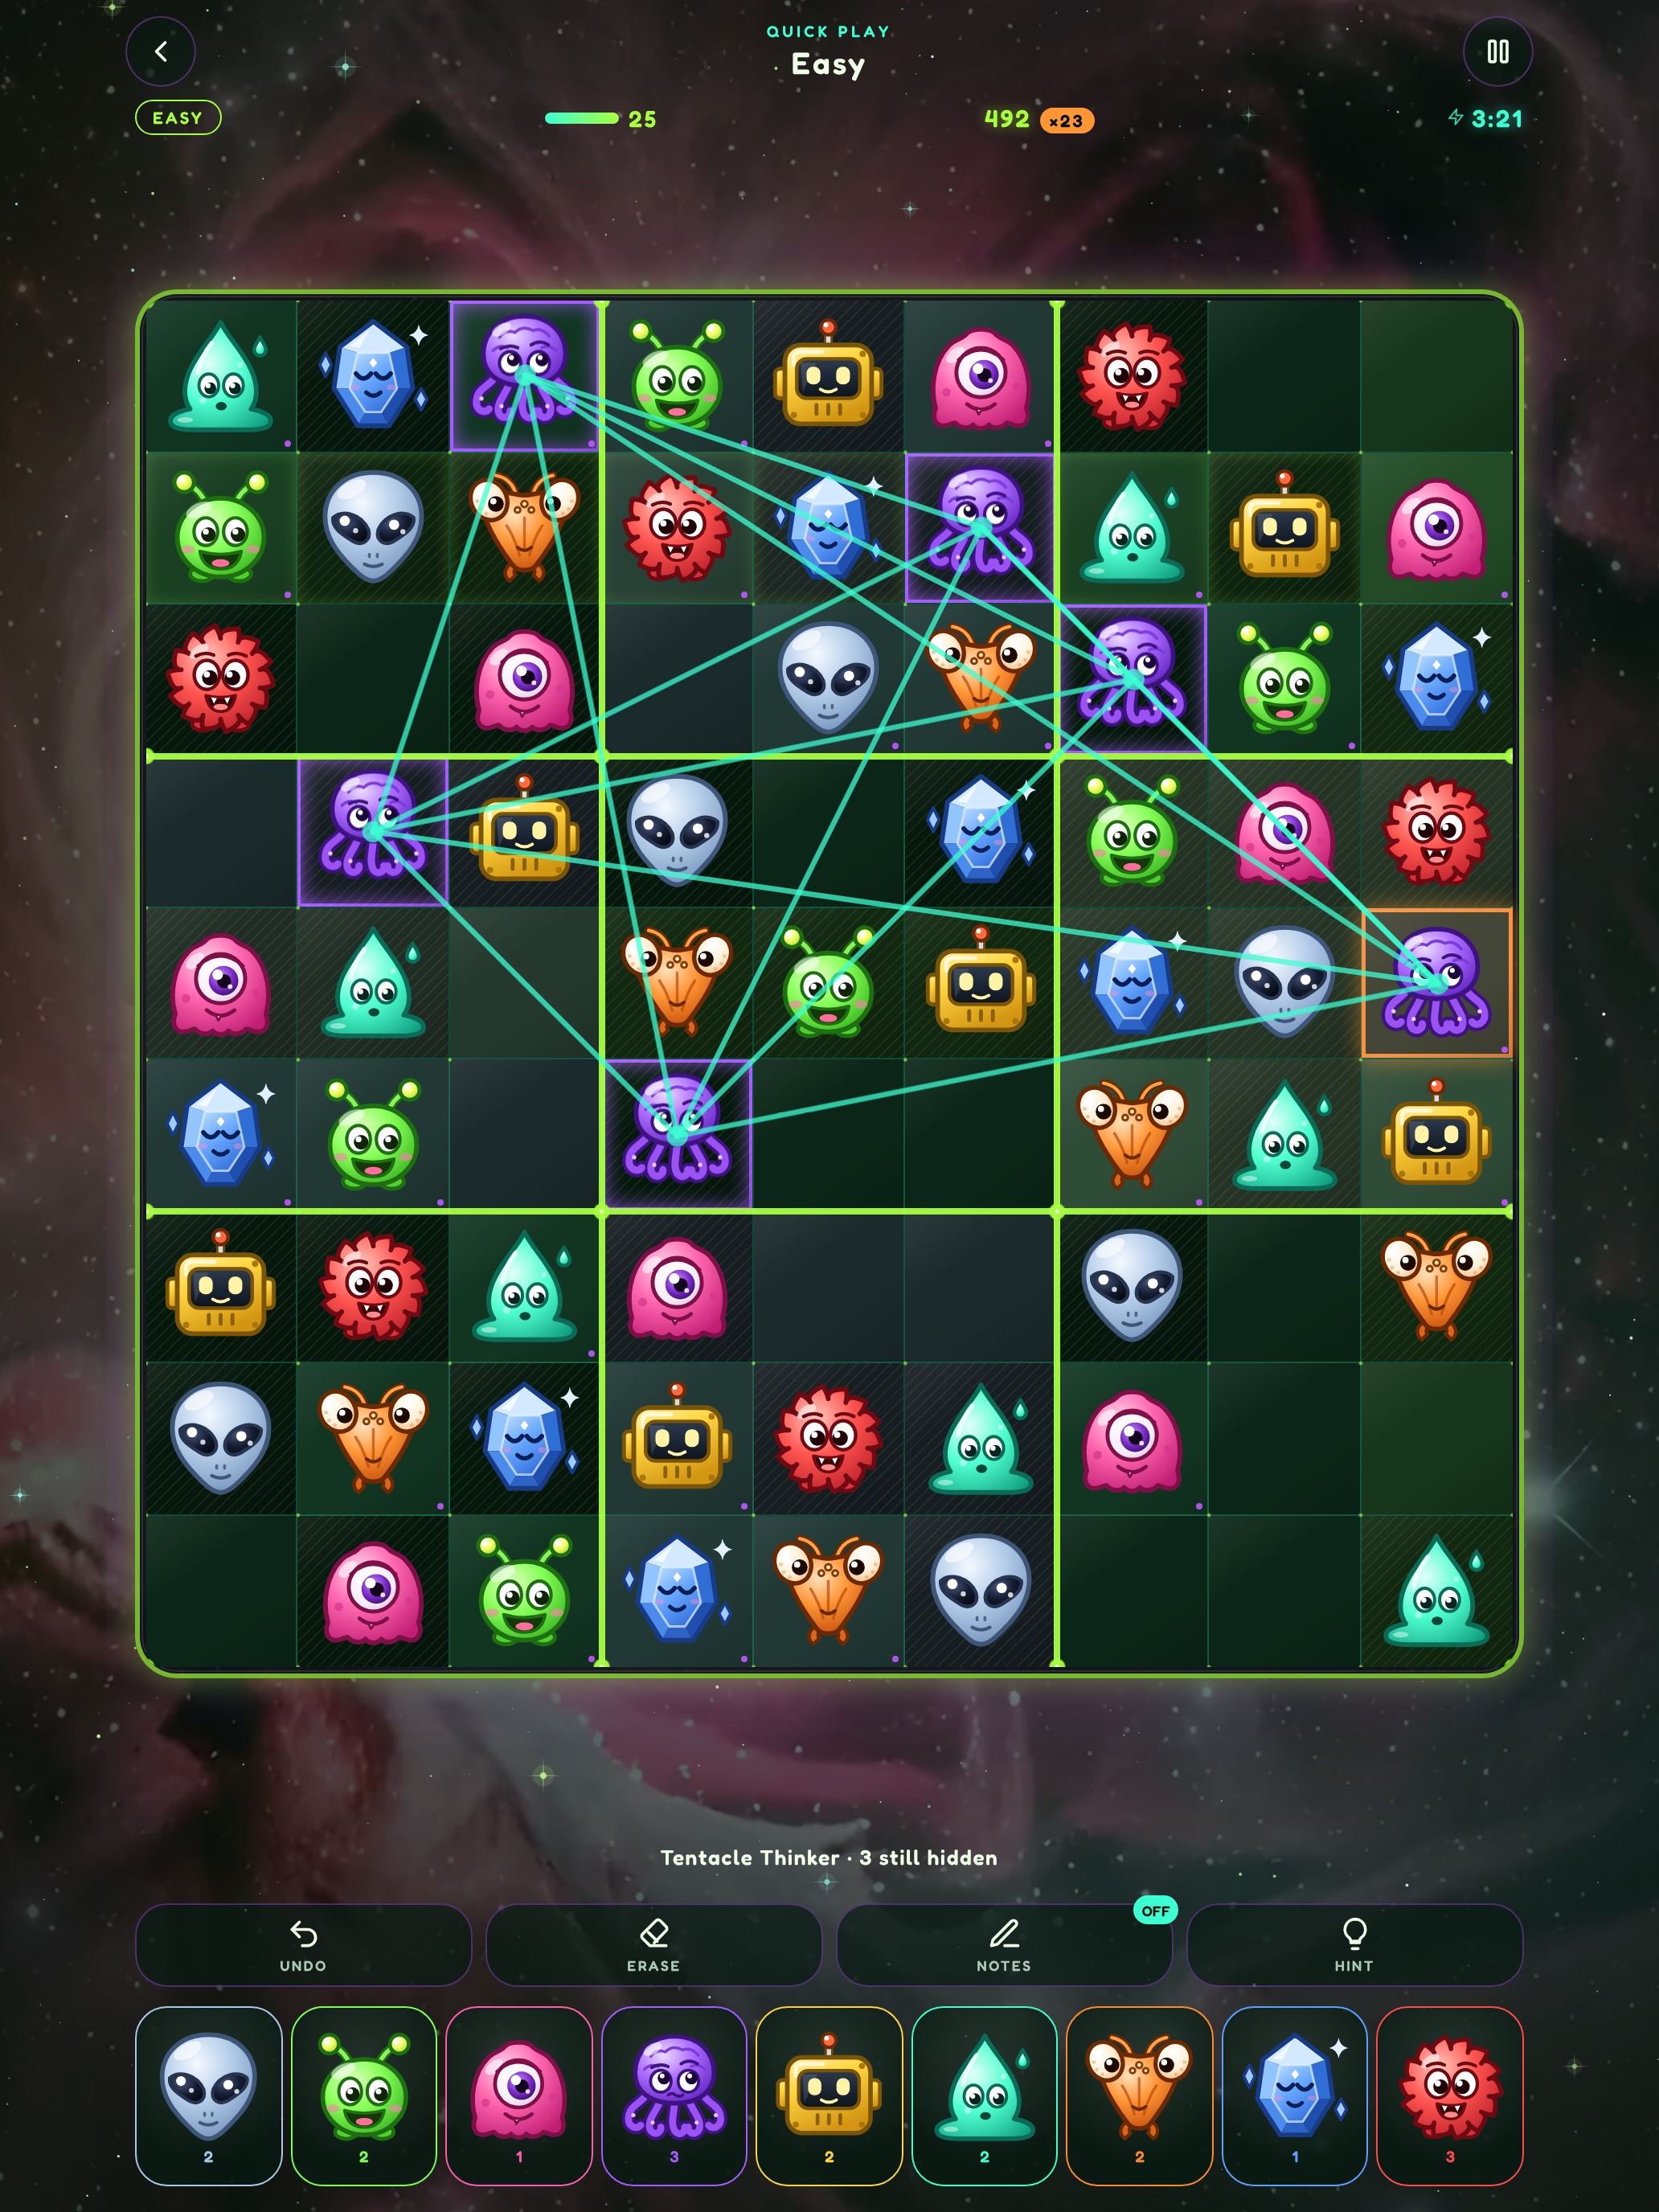 QUICK PLAY
Easy
EASY
25
492 ×23
3:21
Tentacle Thinker · 3 still hidden
OFF
UNDO
ERASE
NOTES
HINT
2
2
1
3
2
2
2
1
3